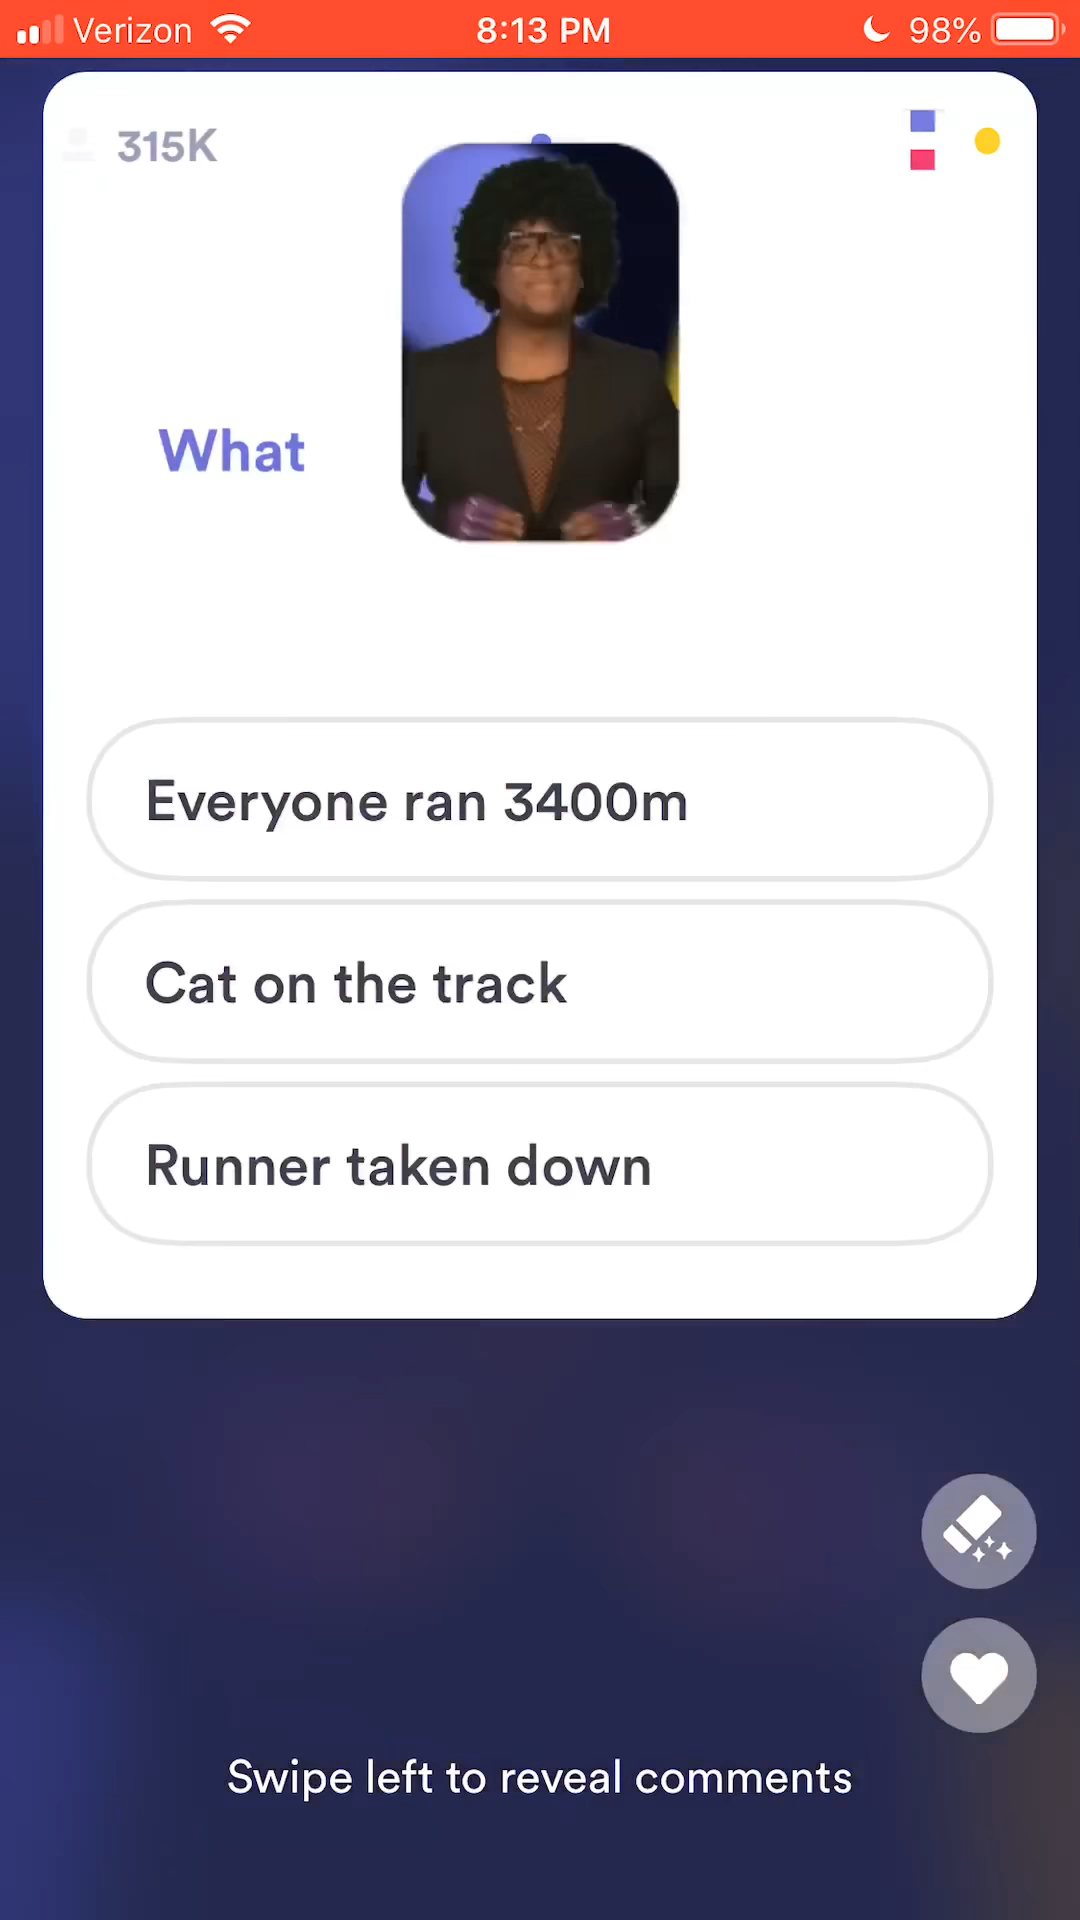 Verizon 8:13 PM 98%
315K
What
Everyone ran 3400m
Cat on the track
Runner taken down
Swipe left to reveal comments